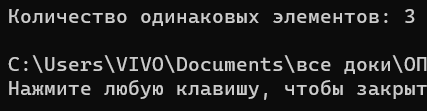 Количество одинаковых элементов: 3
C:\Users\VIVO\Documents\все доки\ОП
Нажмите любую клавишу, чтобы закрыт